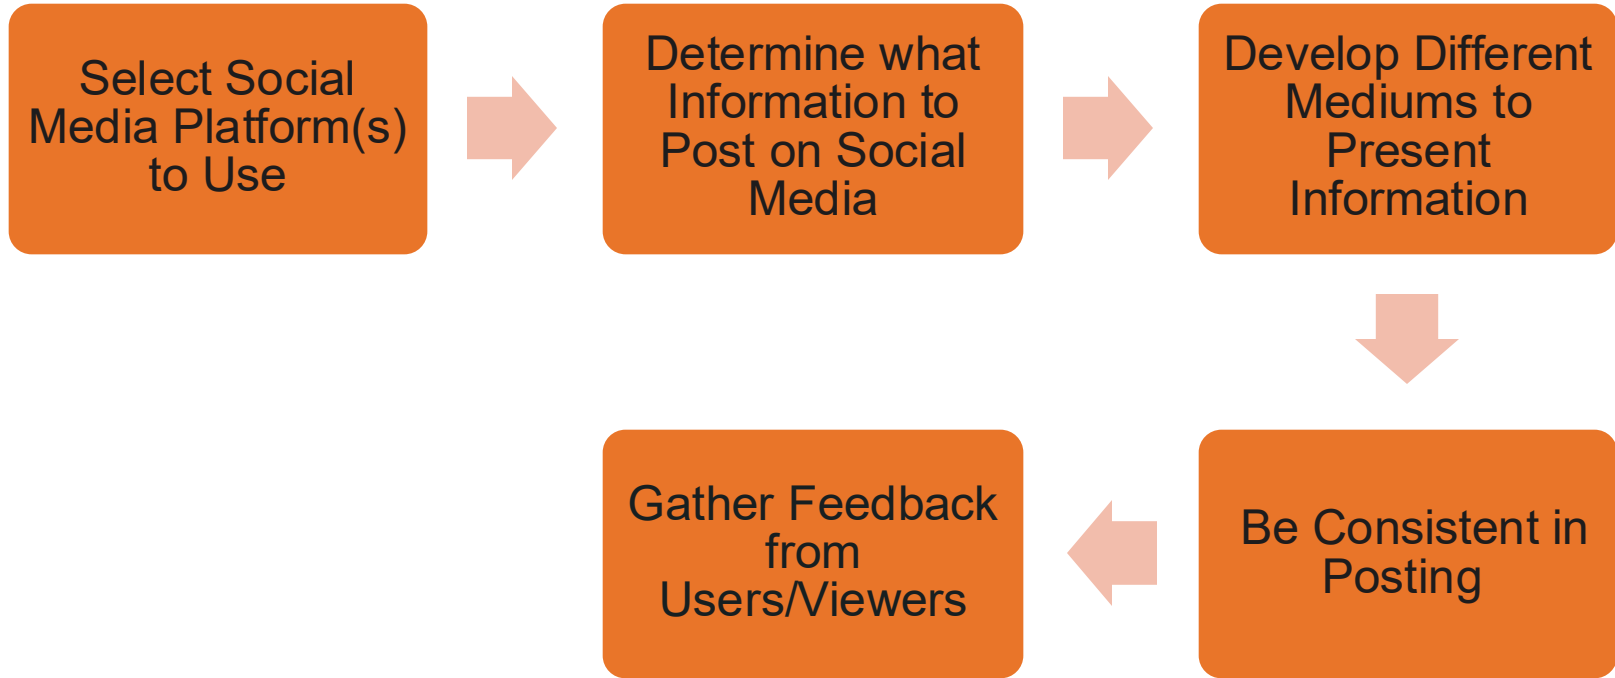 Select Social
Media Platform(s)
to Use
Determine what
Information to
Post on Social
Media
Develop Different
Mediums to
Present
Information
Be Consistent in
Posting
Gather Feedback
from
Users/Viewers